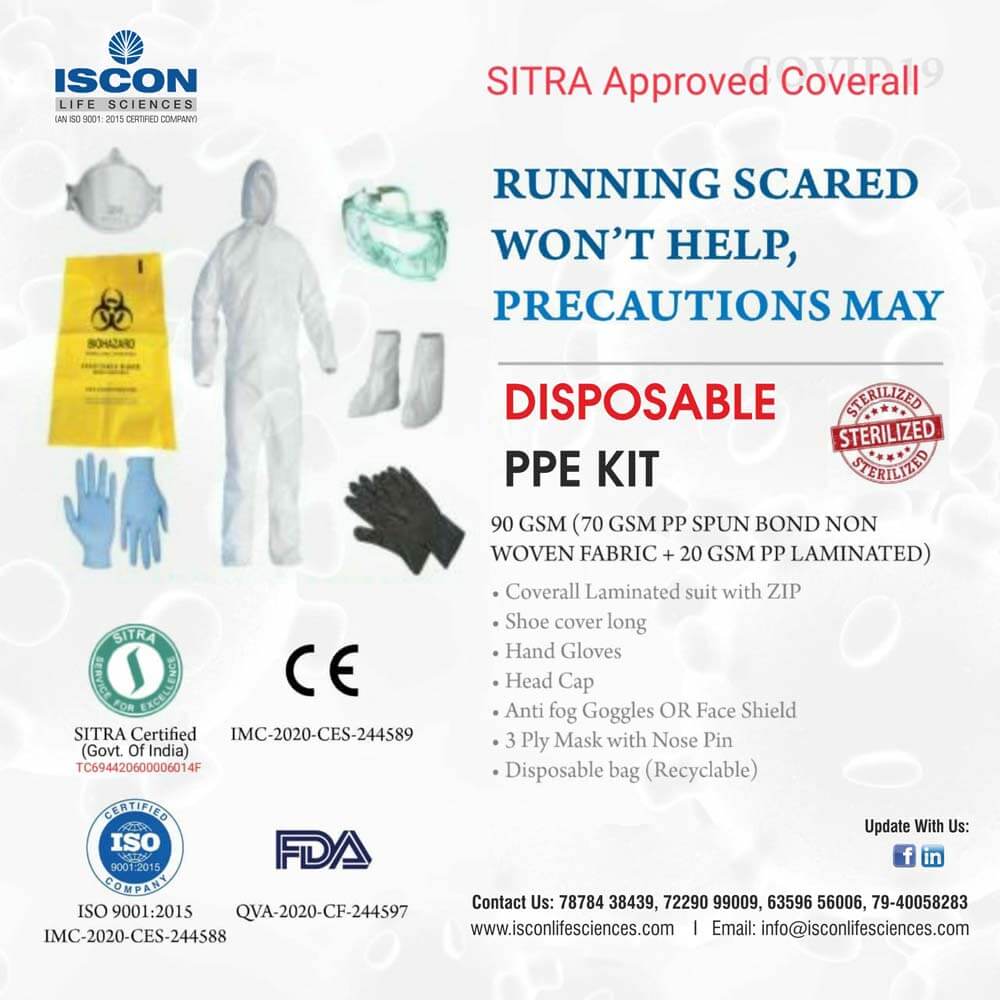 ISCON
LIFE SCIENCES
(AN ISO 9001: 2015 CERTIFIED COMPANY)
COVID19
SITRA Approved Coverall
RUNNING SCARED
WON'T HELP,
PRECAUTIONS MAY
BIOHAZARD
DISPOSABLE
PPE KIT
STERILIZED
STERILIZED
STERILIZED
90 GSM (70 GSM PP SPUN BOND NON
WOVEN FABRIC + 20 GSM PP LAMINATED)
• Coverall Laminated suit with ZIP
• Shoe cover long
• Hand Gloves
• Head Cap
• Anti fog Goggles OR Face Shield
• 3 Ply Mask with Nose Pin
• Disposable bag (Recyclable)
SITRA
SERVICE FOR EXCELLENCE
SITRA Certified
(Govt. Of India)
TC694420600006014F
CE
IMC-2020-CES-244589
CERTIFIED
ISO
9001:2015
COMPANY
ISO 9001:2015
IMC-2020-CES-244588
FDA
QVA-2020-CF-244597
Update With Us:
f in
Contact Us: 78784 38439, 72290 99009, 63596 56006, 79-40058283
www.isconlifesciences.com | Email: info@isconlifesciences.com